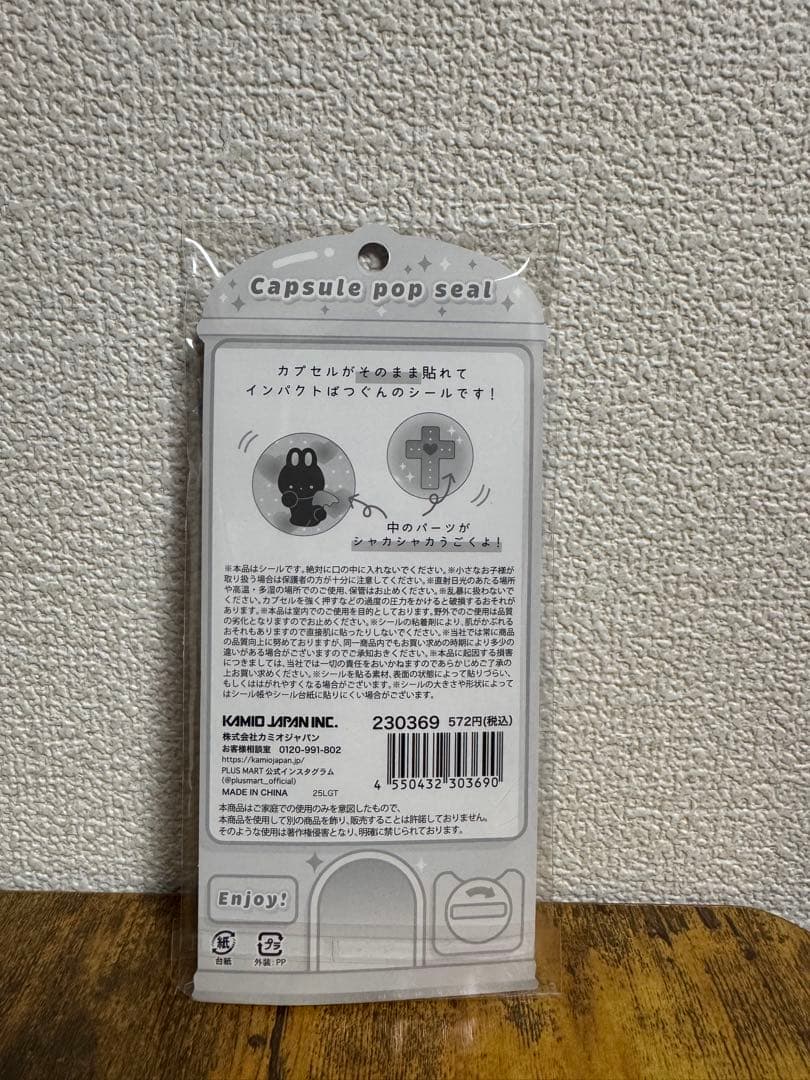 Capsule pop seal
カプセルがそのまま貼れて
インパクトばつぐんのシールです！
中のパーツが
シャカシャカうごくよ！
※本品はシールです。絶対に口の中に入れないでください。※小さなお子様が
取り扱う場合は保護者の方が十分に注意してください。※直射日光のあたる場所
や高温・多湿の場所でのご使用、保管はお止めください。※乱暴に扱わないで
ください。カプセルを強く押すなどの過度の圧力をかけると破損するおそれが
あります。※本品は室内でのご使用を目的としております。野外でのご使用は品質
の劣化となりますのでお止めください。※シールの粘着剤により、肌がかぶれる
おそれもありますので直接肌に貼ったりしないでください。※当社では常に商品
の品質向上に努めておりますが、同一商品内でもお買い求めの時期により多少の
違いがある場合がございますのでご承知おきください。※本品に起因する損害
につきましては、当社では一切の責任をおいかねますのであらかじめご了承の
上お買い求めください。※シールを貼る素材、表面の状態によって貼りづらい、
もしくははがれやすくなる場合がございます。※シールの大きさや形状によって
はシール帳やシール台紙に貼りにくい場合がございます。
KAMIO JAPAN INC.
230369 572円(税込)
株式会社カミオジャパン
お客様相談室 0120-991-802
https://kamiojapan.jp/
PLUS MART 公式インスタグラム
(@plusmart_official)
MADE IN CHINA 25LGT
4 550432 303690
本商品はご家庭での使用のみを意図したもので、
本商品を使用して別の商品を飾り、販売することは許諾しておりません。
そのような使用は著作権侵害となり、明確に禁じられております。
Enjoy!
紙
台紙
プラ
外装:PP